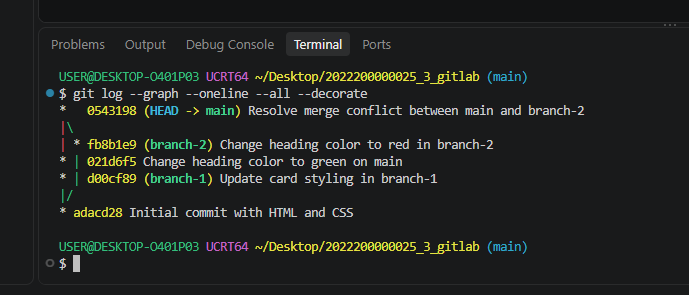 Problems Output Debug Console Terminal Ports
USER@DESKTOP-O401P03 UCRT64 ~/Desktop/2022200000025_3_gitlab (main)
$ git log --graph --oneline --all --decorate
*   0543198 (HEAD -> main) Resolve merge conflict between main and branch-2
|\
| * fb8b1e9 (branch-2) Change heading color to red in branch-2
* | 021d6f5 Change heading color to green on main
* | d00cf89 (branch-1) Update card styling in branch-1
|/
* adacd28 Initial commit with HTML and CSS
USER@DESKTOP-O401P03 UCRT64 ~/Desktop/2022200000025_3_gitlab (main)
$